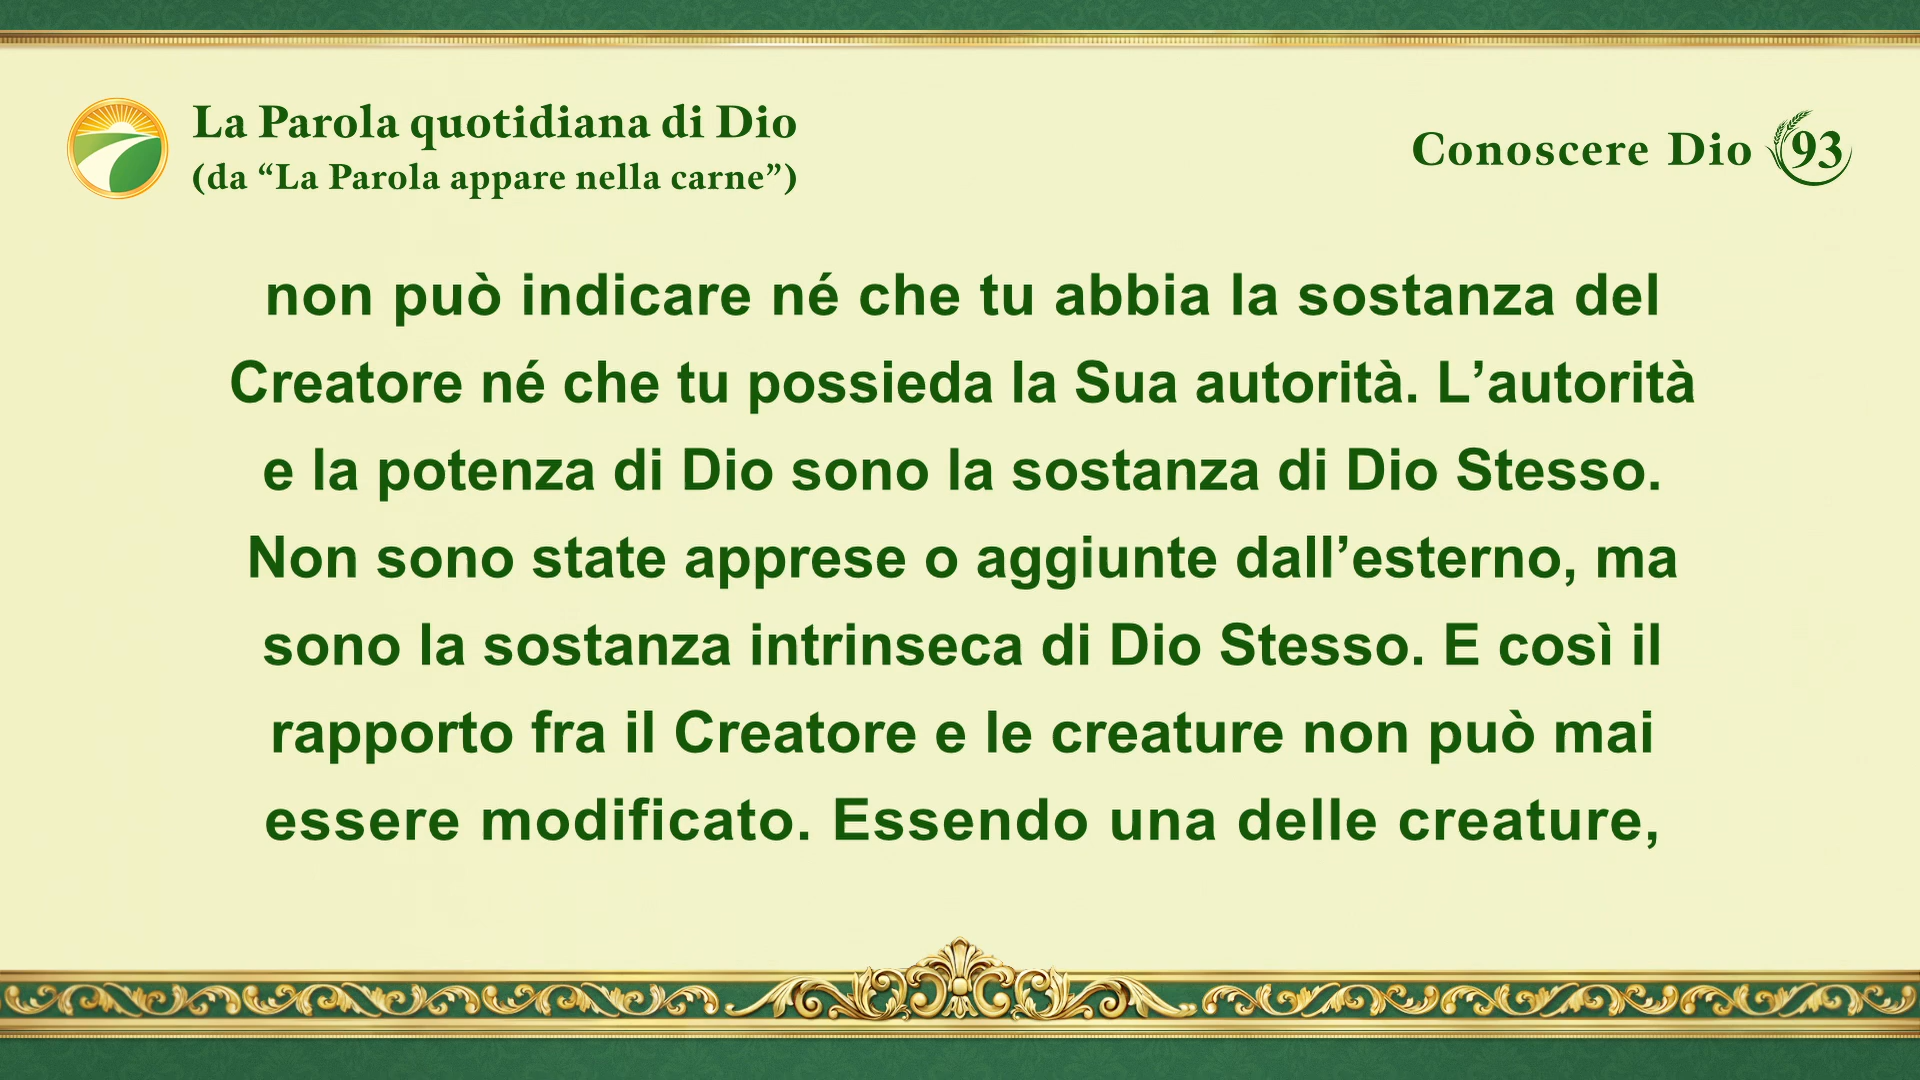 La Parola quotidiana di Dio
(da “La Parola appare nella carne”)
Conoscere Dio 93
non può indicare né che tu abbia la sostanza del
Creatore né che tu possieda la Sua autorità. L’autorità
e la potenza di Dio sono la sostanza di Dio Stesso.
Non sono state apprese o aggiunte dall’esterno, ma
sono la sostanza intrinseca di Dio Stesso. E così il
rapporto fra il Creatore e le creature non può mai
essere modificato. Essendo una delle creature,